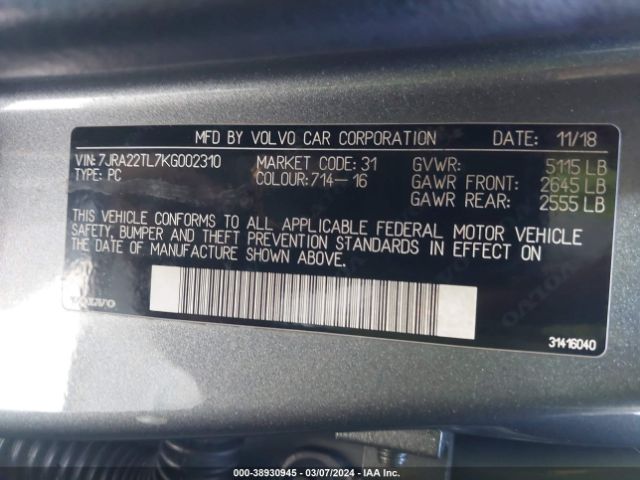 MFD BY VOLVO CAR CORPORATION DATE: 11/18
VIN: 7JRA22TL7KG002310 MARKET CODE: 31 GVWR: 5115 LB
TYPE: PC COLOUR: 714-16 GAWR FRONT: 2645 LB
GAWR REAR: 2555 LB
THIS VEHICLE CONFORMS TO ALL APPLICABLE FEDERAL MOTOR VEHICLE
SAFETY, BUMPER AND THEFT PREVENTION STANDARDS IN EFFECT ON
THE DATE OF MANUFACTURE SHOWN ABOVE.
VOLVO
31416040
000-38930945 - 03/07/2024 - IAA Inc.